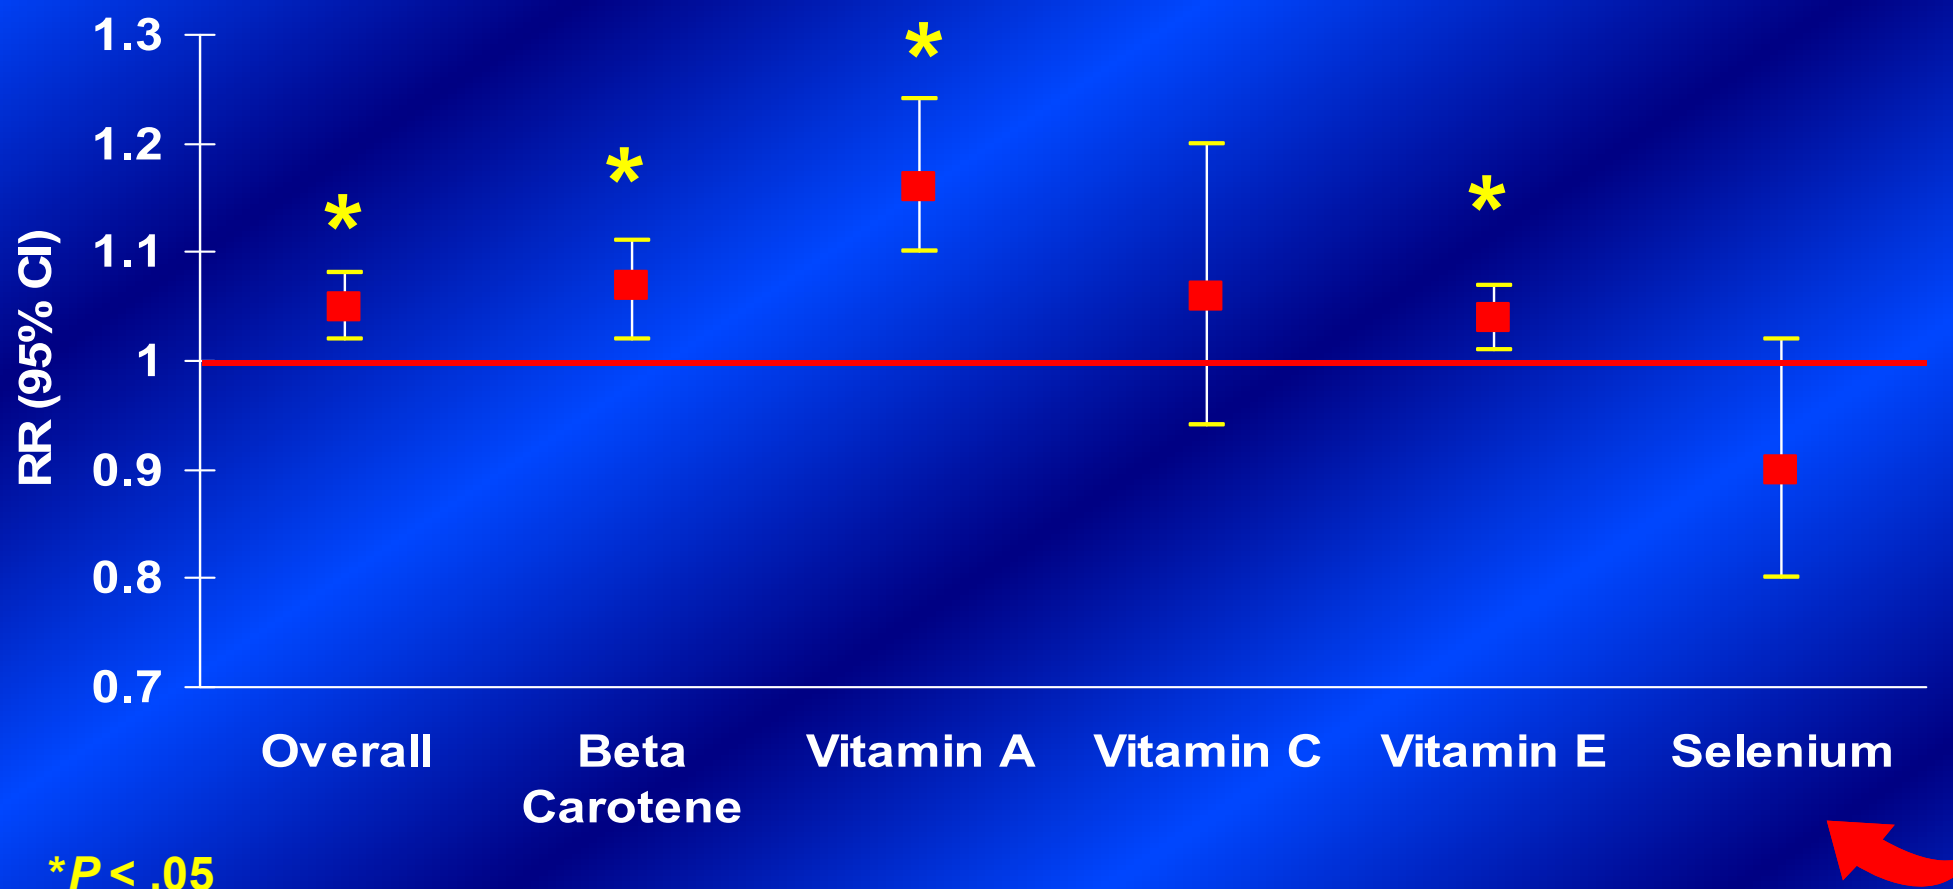 1.3
*
1.2
*
*
*
1.1
RR (95% CI)
1
0.9
0.8
0.7
Overall
Beta
Carotene
Vitamin A
Vitamin C
Vitamin E
Selenium
*P < .05